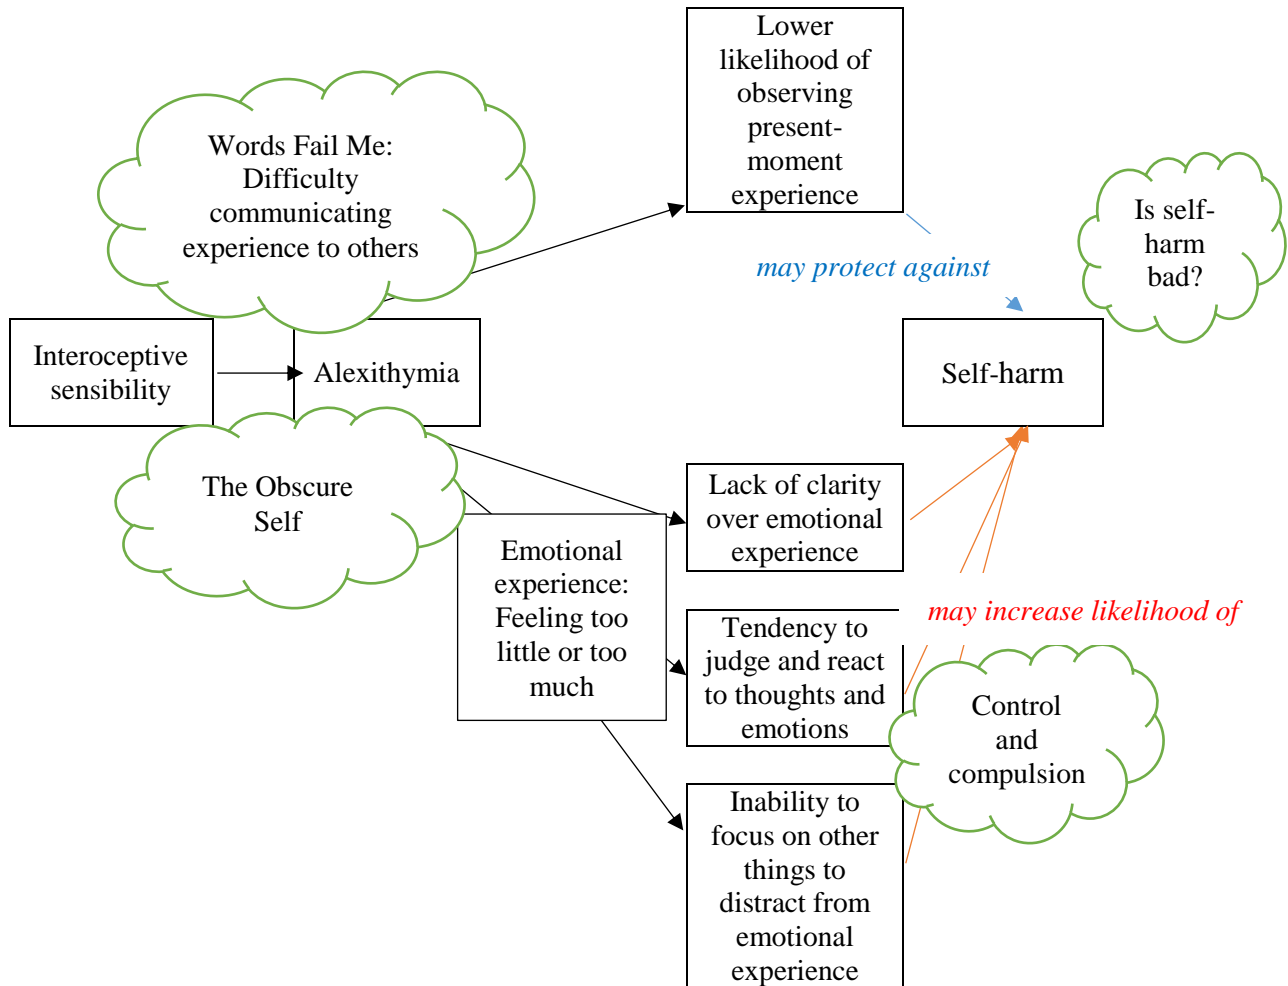 Lower
likelihood of
observing
present-
moment
experience
Words Fail Me:
Difficulty
communicating
experience to others
Is self-
harm
bad?
may protect against
Interoceptive
sensibility
Alexithymia
Self-harm
The Obscure
Self
Lack of clarity
over emotional
experience
Emotional
experience:
Feeling too
little or too
much
may increase likelihood of
Tendency to
judge and react
to thoughts and
emotions
Control
and
compulsion
Inability to
focus on other
things to
distract from
emotional
experience